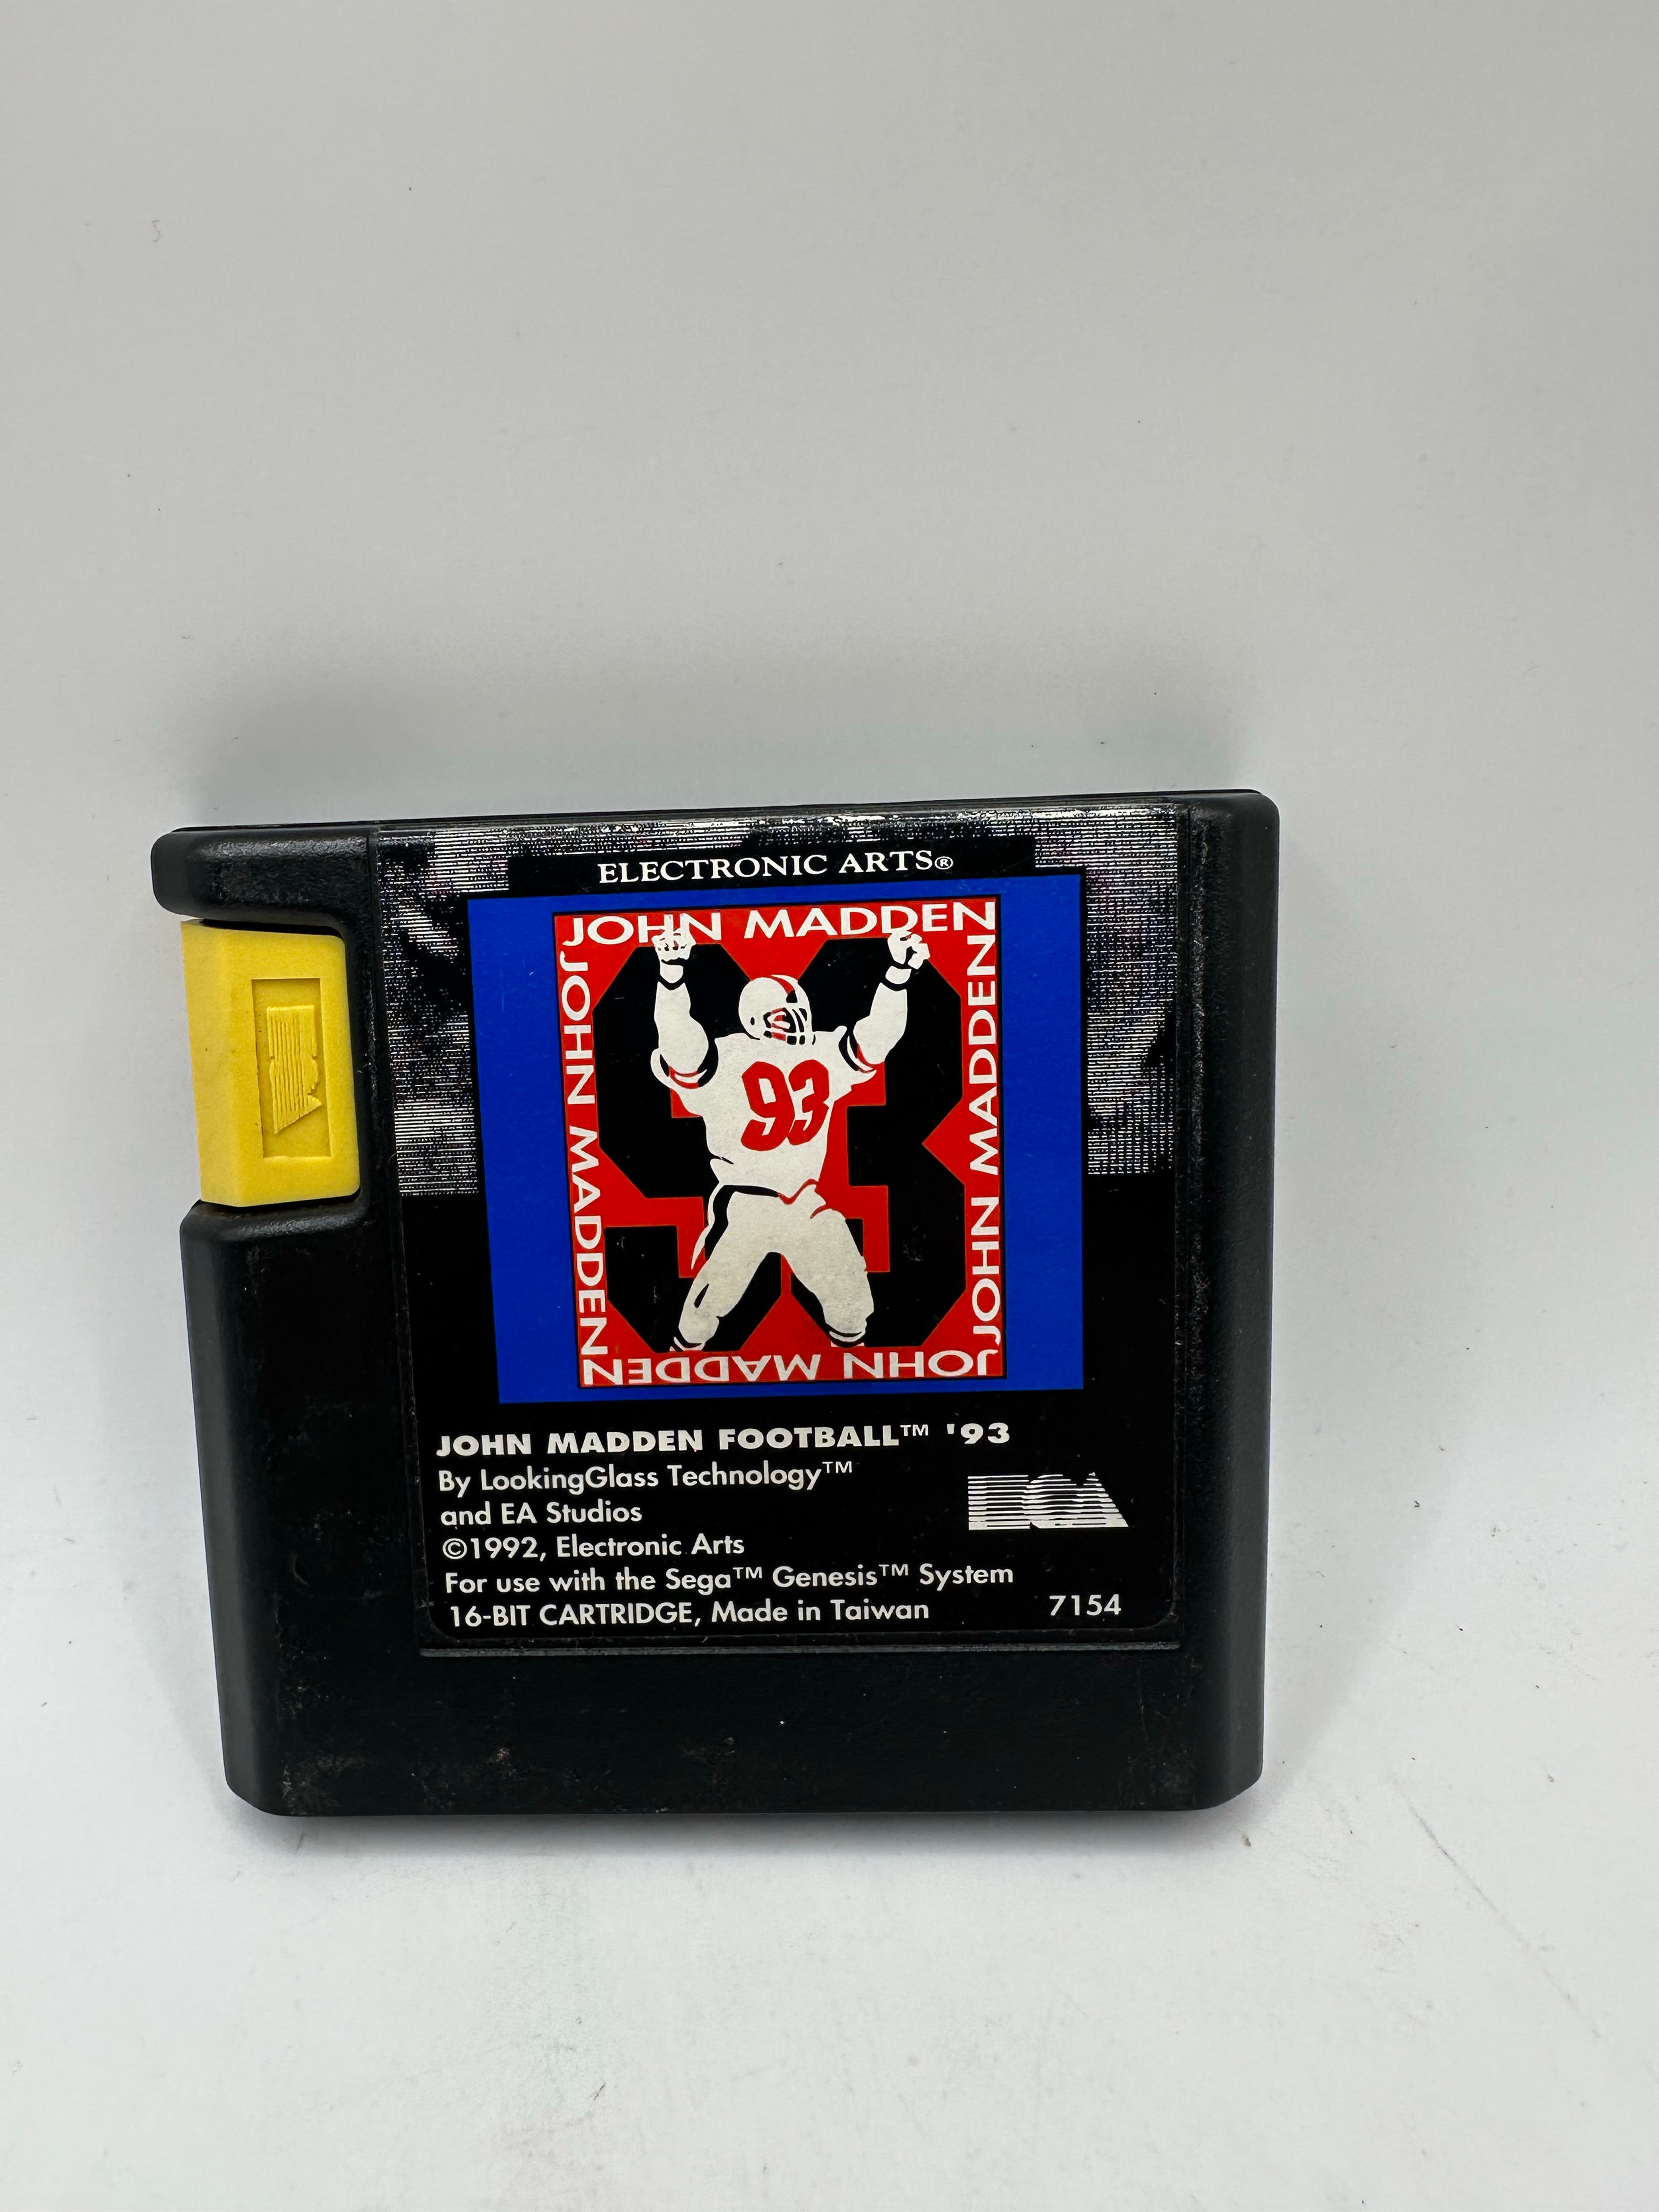 ELECTRONIC ARTS®
JOHN MADDEN
JOHN MADDEN
JOHN MADDEN
93
JOHN MADDEN
JOHN MADDEN FOOTBALL™ '93
By LookingGlass Technology™
and EA Studios
©1992, Electronic Arts
For use with the Sega™ Genesis™ System
16-BIT CARTRIDGE, Made in Taiwan
7154
EA